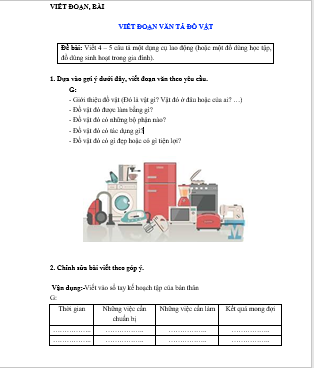 VIẾT ĐOẠN, BÀI
VIẾT ĐOẠN VĂN TẢ ĐỒ VẬT
Đề bài: Viết 4 – 5 câu tả một dụng cụ lao động (hoặc một đồ dùng học tập,
đồ dùng sinh hoạt trong gia đình).
1. Dựa vào gợi ý dưới đây, viết đoạn văn theo yêu cầu.
G:
- Giới thiệu đồ vật (Đó là vật gì? Vật đó ở đâu hoặc của ai? …)
- Đồ vật đó được làm bằng gì?
- Đồ vật đó có những bộ phận nào?
- Đồ vật đó có tác dụng gì?
- Đồ vật đó có gì đẹp hoặc có gì tiện lợi?
2. Chỉnh sửa bài viết theo góp ý.
Vận dụng:-Viết vào sổ tay kế hoạch tập của bản thân
G:
Thời gian Những việc cần chuẩn bị Những việc cần làm Kết quả mong đợi
………………. ………………. ………………. ……………….
………………. ………………. ………………. ……………….